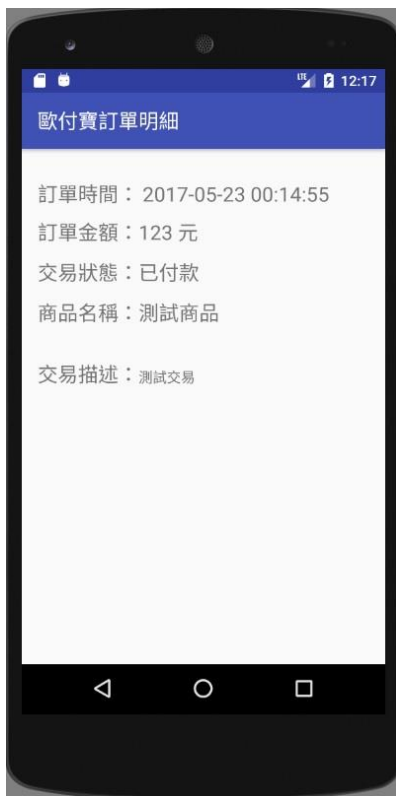 LTE 12:17
歐付寶訂單明細
訂單時間： 2017-05-23 00:14:55
訂單金額：123 元
交易狀態：已付款
商品名稱：測試商品
交易描述：測試交易